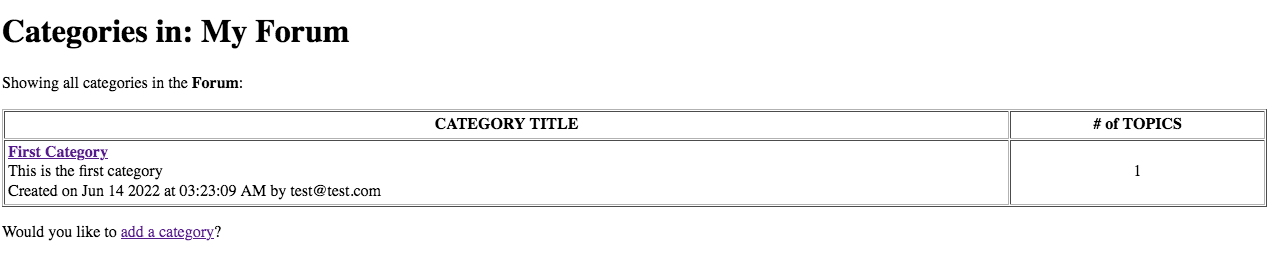 Categories in: My Forum
Showing all categories in the Forum:
CATEGORY TITLE # of TOPICS
First Category
This is the first category 1
Created on Jun 14 2022 at 03:23:09 AM by test@test.com
Would you like to add a category?